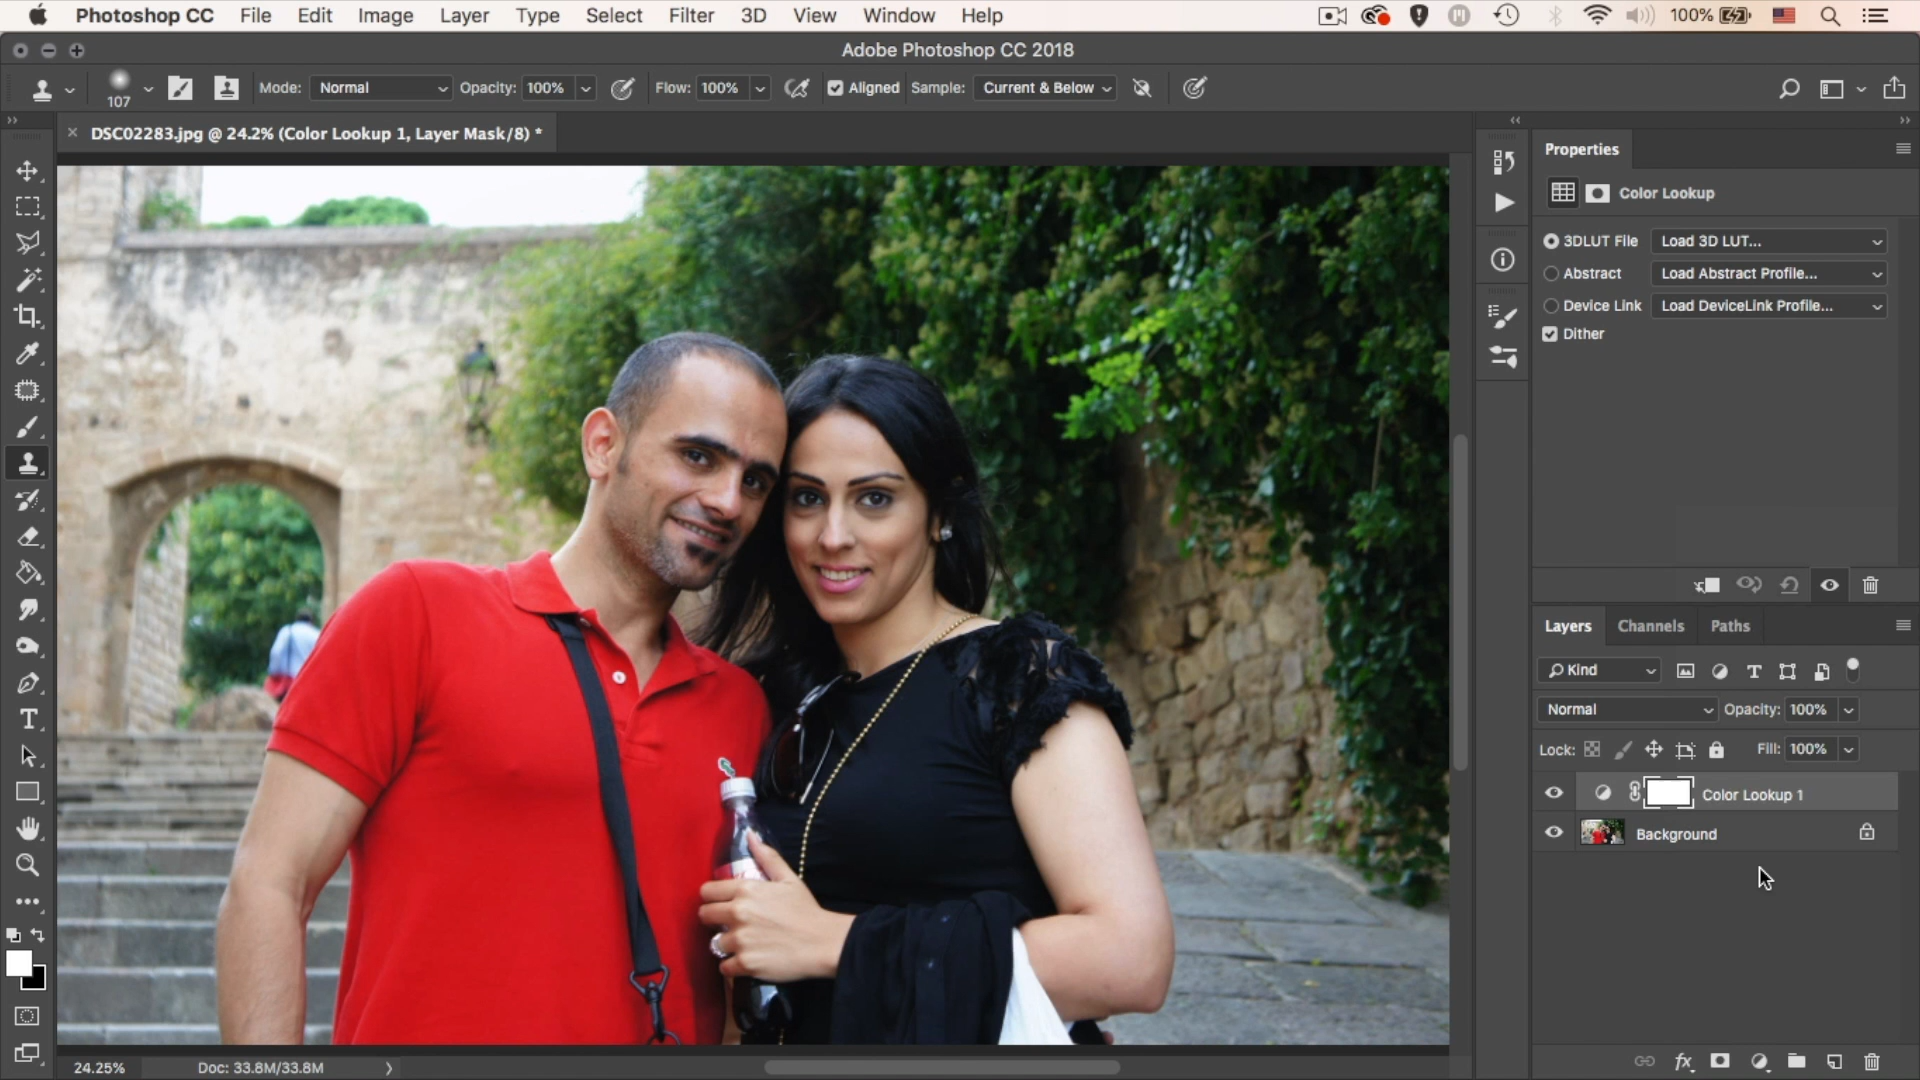 Photoshop CC File Edit Image Layer Type Select Filter 3D View Window Help 100%
Adobe Photoshop CC 2018
107 Mode: Normal Opacity: 100% Flow: 100% Aligned Sample: Current & Below
DSC02283.jpg @ 24.2% (Color Lookup 1, Layer Mask/8) *
Properties
Color Lookup
3DLUT File Load 3D LUT...
Abstract Load Abstract Profile...
Device Link Load DeviceLink Profile...
Dither
Layers Channels Paths
Kind
Normal Opacity: 100%
Lock: Fill: 100%
Color Lookup 1
Background
24.25% Doc: 33.8M/33.8M